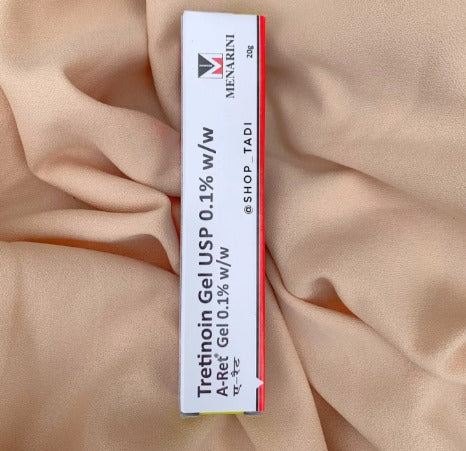 Tretinoin Gel USP 0.1% w/w
A-Ret® Gel 0.1% w/w
ए-रेट
MENARINI
20g
@SHOP_TADI